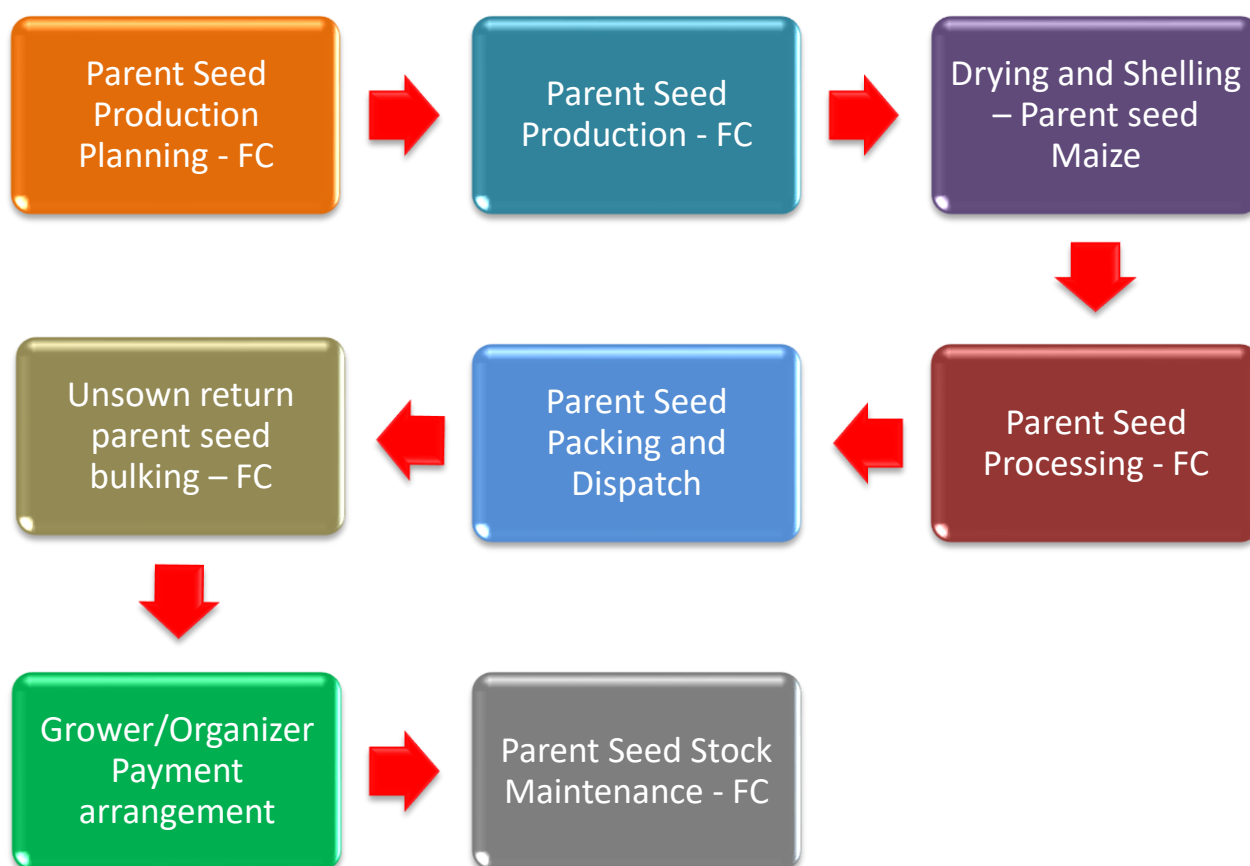 Parent Seed
Production
Planning - FC
Parent Seed
Production - FC
Drying and Shelling
– Parent seed
Maize
Parent Seed
Processing - FC
Parent Seed
Packing and
Dispatch
Unsown return
parent seed
bulking – FC
Grower/Organizer
Payment
arrangement
Parent Seed Stock
Maintenance - FC